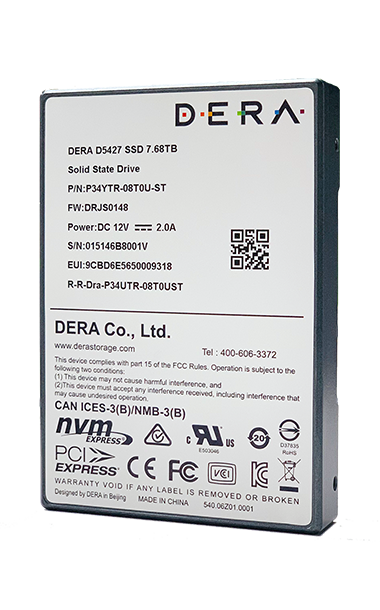 DERA
DERA D5427 SSD 7.68TB
Solid State Drive
P/N:P34YTR-08T0U-ST
FW:DRJS0148
Power:DC 12V ⎓ 2.0A
S/N:015146B8001V
EUI:9CBD6E5650009318
R-R-Dra-P34UTR-08T0UST
DERA Co., Ltd.
www.derastorage.com Tel : 400-606-3372
This device complies with part 15 of the FCC Rules. Operation is subject to the
following two conditions:
(1) This device may not cause harmful interference, and
(2)This device must accept any interference received, including interference that
may cause undesired operation.
CAN ICES-3(B)/NMB-3(B)
nvm EXPRESS c UL US E503046 20 D37835 RoHS
PCI EXPRESS CE FC VCI
WARRANTY VOID IF ANY LABEL REMOVED OR BROKEN
Designed by DERA in Beijing MADE IN CHINA 540.06Z01.0001